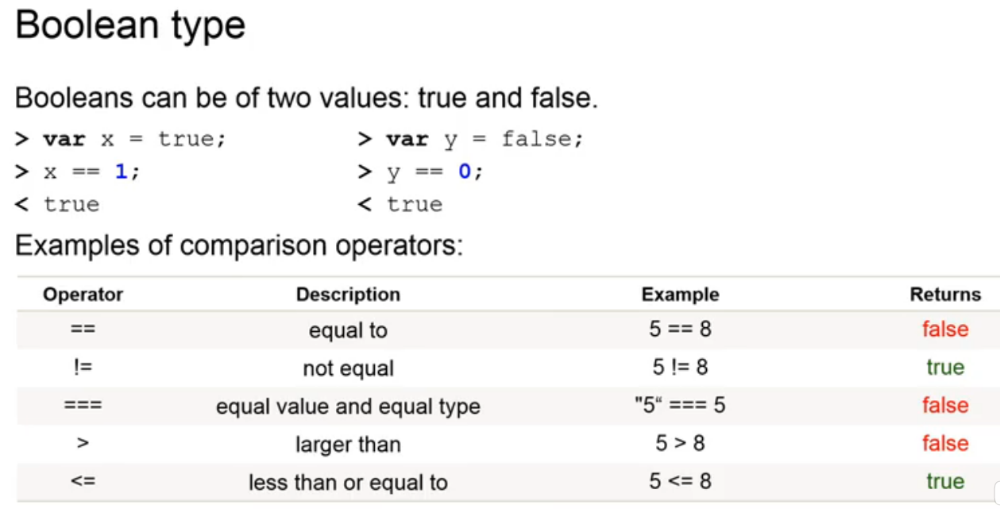 Boolean type
Booleans can be of two values: true and false.
> var x = true; > var y = false;
> x == 1; > y == 0;
< true < true
Examples of comparison operators:
Operator Description Example Returns
== equal to 5 == 8 false
!= not equal 5 != 8 true
=== equal value and equal type "5“ === 5 false
> larger than 5 > 8 false
<= less than or equal to 5 <= 8 true